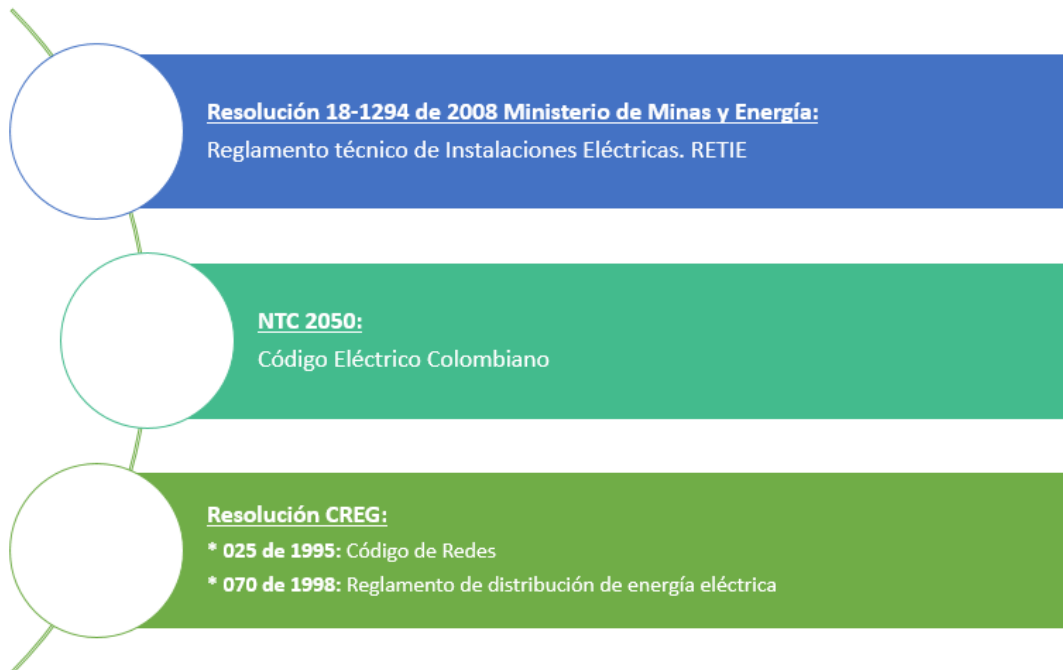 Resolución 18-1294 de 2008 Ministerio de Minas y Energía:
Reglamento técnico de Instalaciones Eléctricas. RETIE
NTC 2050:
Código Eléctrico Colombiano
Resolución CREG:
* 025 de 1995: Código de Redes
* 070 de 1998: Reglamento de distribución de energía eléctrica